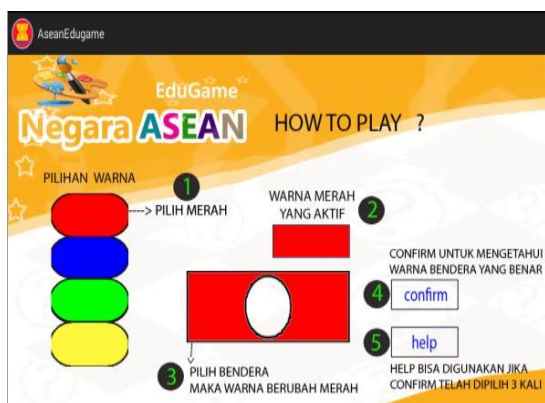 AseanEdugame
EduGame
Negara ASEAN
HOW TO PLAY ?
PILIHAN WARNA
1
----> PILIH MERAH
WARNA MERAH
YANG AKTIF
2
CONFIRM UNTUK MENGETAHUI
WARNA BENDERA YANG BENAR
4
confirm
5
help
HELP BISA DIGUNAKAN JIKA
CONFIRM TELAH DIPILIH 3 KALI
3
PILIH BENDERA
MAKA WARNA BERUBAH MERAH